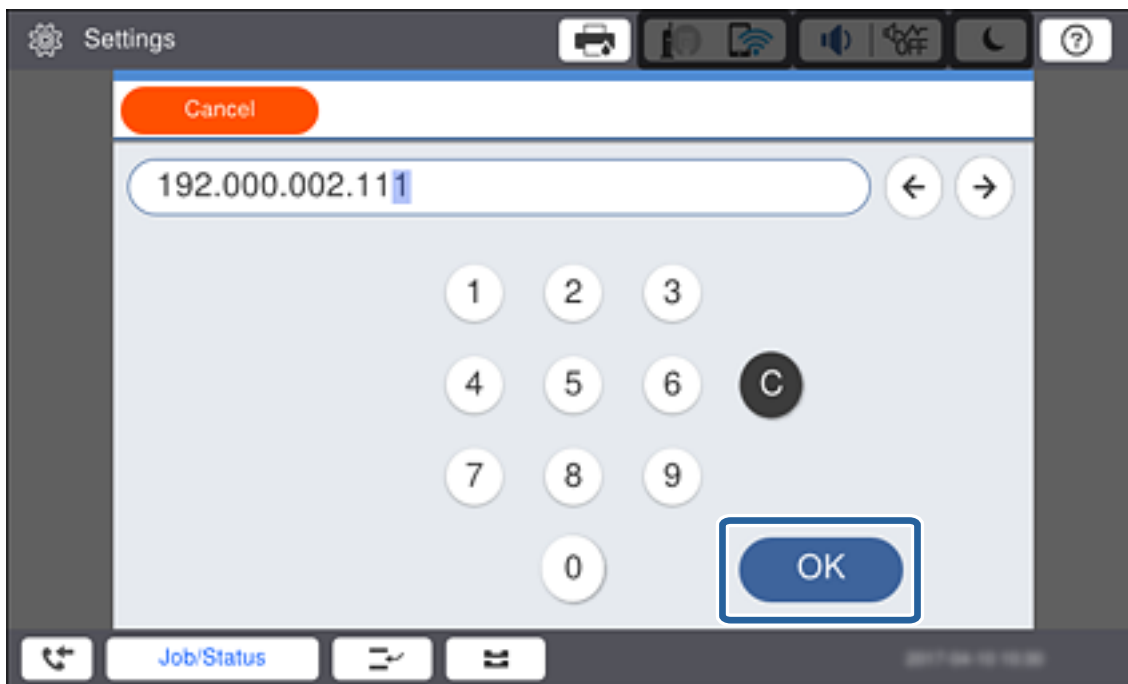 Settings
OFF
?
Cancel
192.000.002.111
1 2 3
4 5 6 C
7 8 9
0 OK
Job/Status